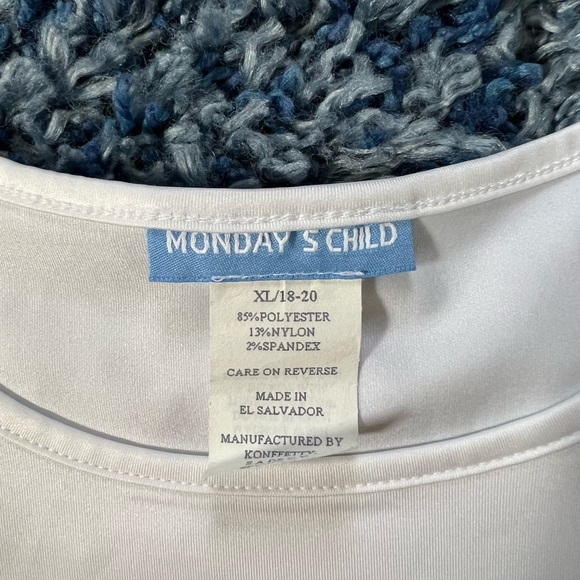 MONDAY'S CHILD
XL/18-20
85%POLYESTER
13%NYLON
2%SPANDEX
CARE ON REVERSE
MADE IN
EL SALVADOR
MANUFACTURED BY
KONFFETTY